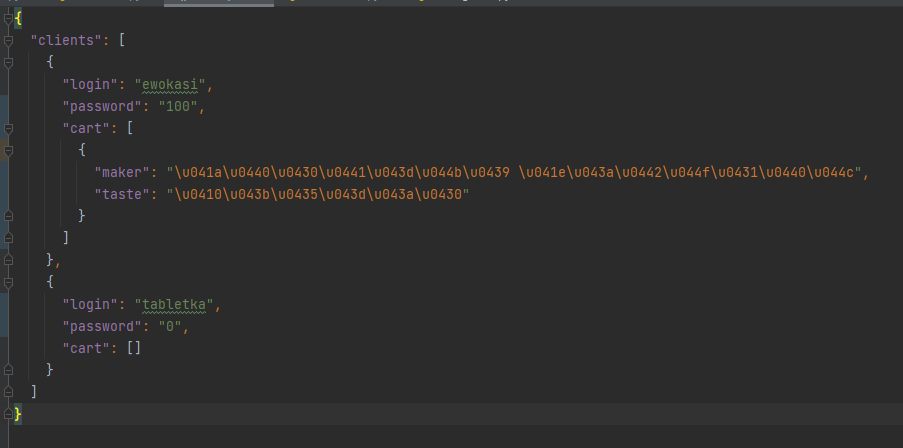 {
"clients": [
{
"login": "ewokasi",
"password": "100",
"cart": [
{
"maker": "\u041a\u0440\u0430\u0441\u043d\u044b\u0439 \u041e\u043a\u0442\u044f\u0431\u0440\u044c",
"taste": "\u0410\u043b\u0435\u043d\u043a\u0430"
}
]
},
{
"login": "tabletka",
"password": "0",
"cart": []
}
]
}